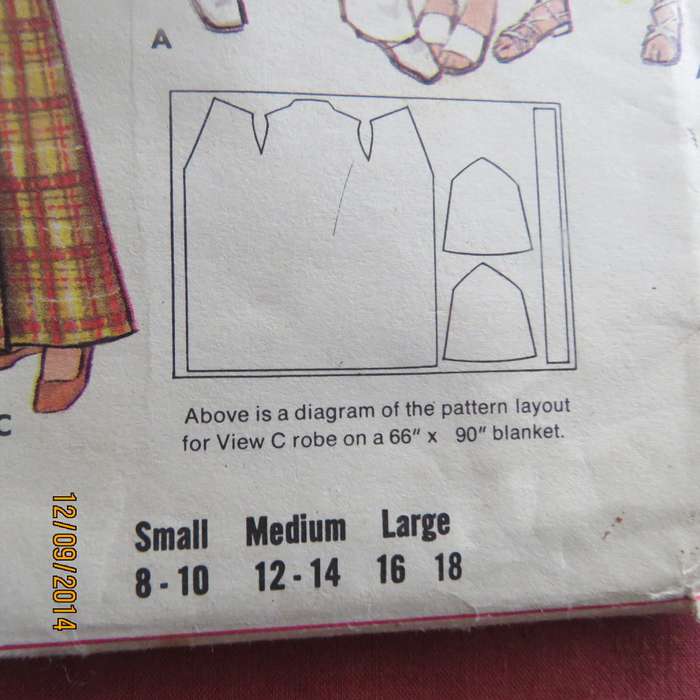 A
Above is a diagram of the pattern layout
for View C robe on a 66" x 90" blanket.
C
Small Medium Large
8 - 10 12 - 14 16 18
12/09/2014